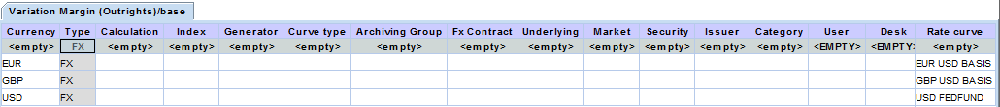 Variation Margin (Outrights)/base
Currency Type Calculation Index Generator Curve type Archiving Group Fx Contract Underlying Market Security Issuer Category User Desk Rate curve
<empty> FX <empty> <empty> <empty> <empty> <empty> <empty> <empty> <empty> <empty> <empty> <empty> <EMPTY> <EMPTY> <empty>
EUR FX EUR USD BASIS
GBP FX GBP USD BASIS
USD FX USD FEDFUND